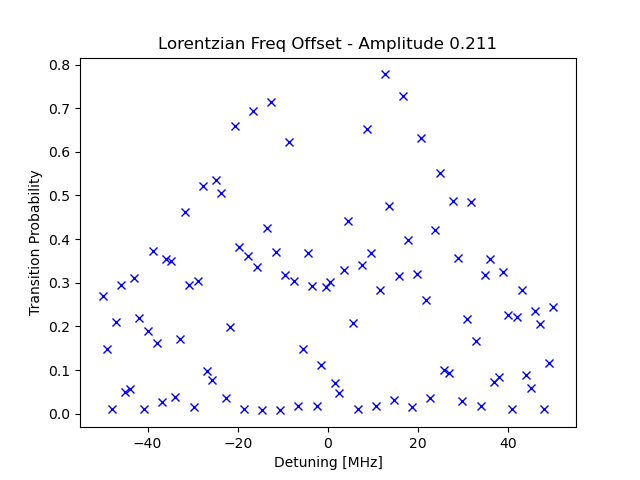 Lorentzian Freq Offset - Amplitude 0.211
Transition Probability
0.8
0.7
0.6
0.5
0.4
0.3
0.2
0.1
0.0
−40 −20 0 20 40
Detuning [MHz]